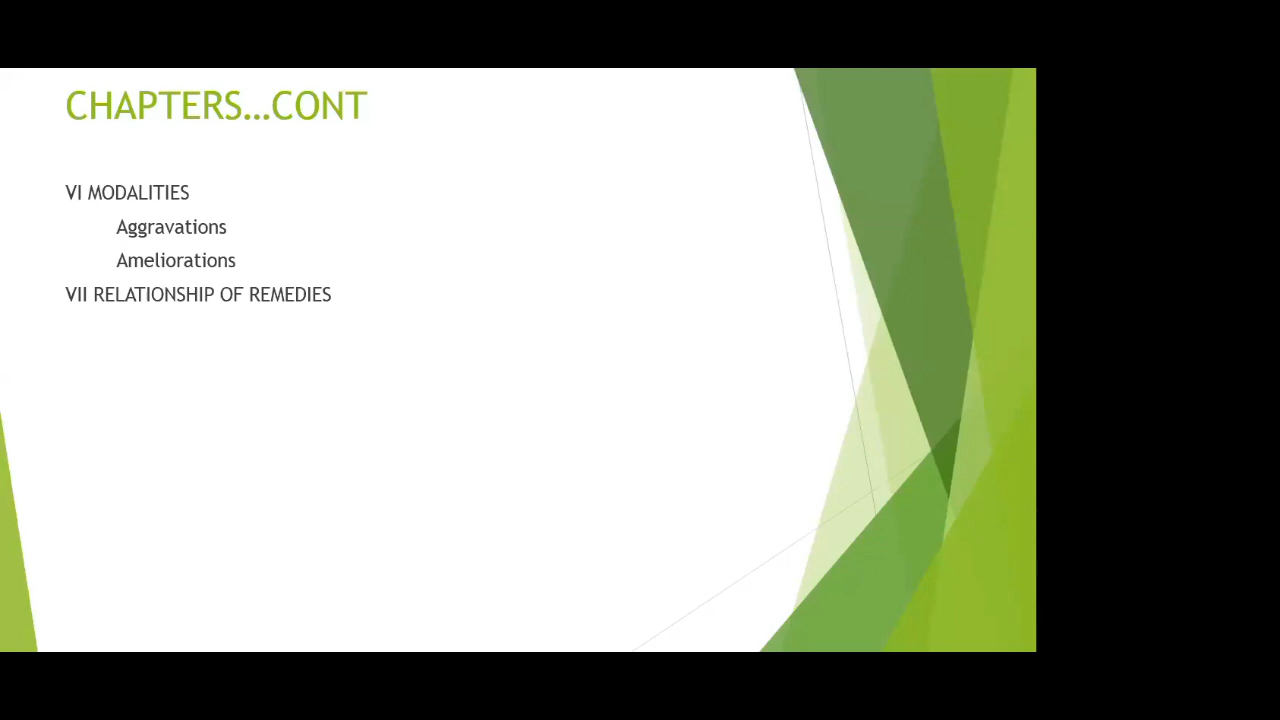 CHAPTERS...CONT
VI MODALITIES
Aggravations
Ameliorations
VII RELATIONSHIP OF REMEDIES